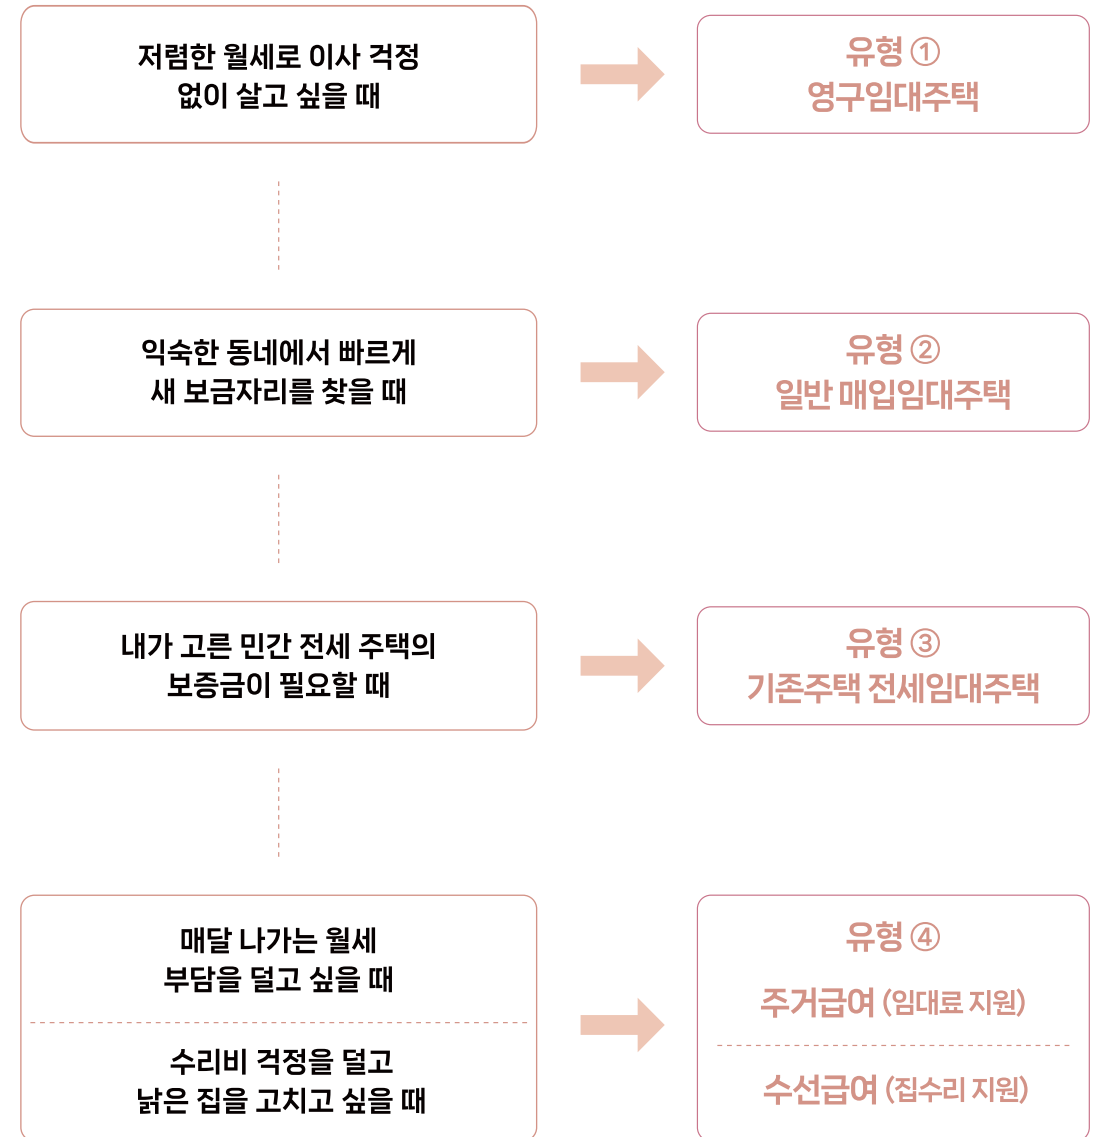 저렴한 월세로 이사 걱정
없이 살고 싶을 때
유형 ①
영구임대주택
익숙한 동네에서 빠르게
새 보금자리를 찾을 때
유형 ②
일반 매입임대주택
내가 고른 민간 전세 주택의
보증금이 필요할 때
유형 ③
기존주택 전세임대주택
매달 나가는 월세
부담을 덜고 싶을 때
수리비 걱정을 덜고
낡은 집을 고치고 싶을 때
유형 ④
주거급여 (임대료 지원)
수선급여 (집수리 지원)